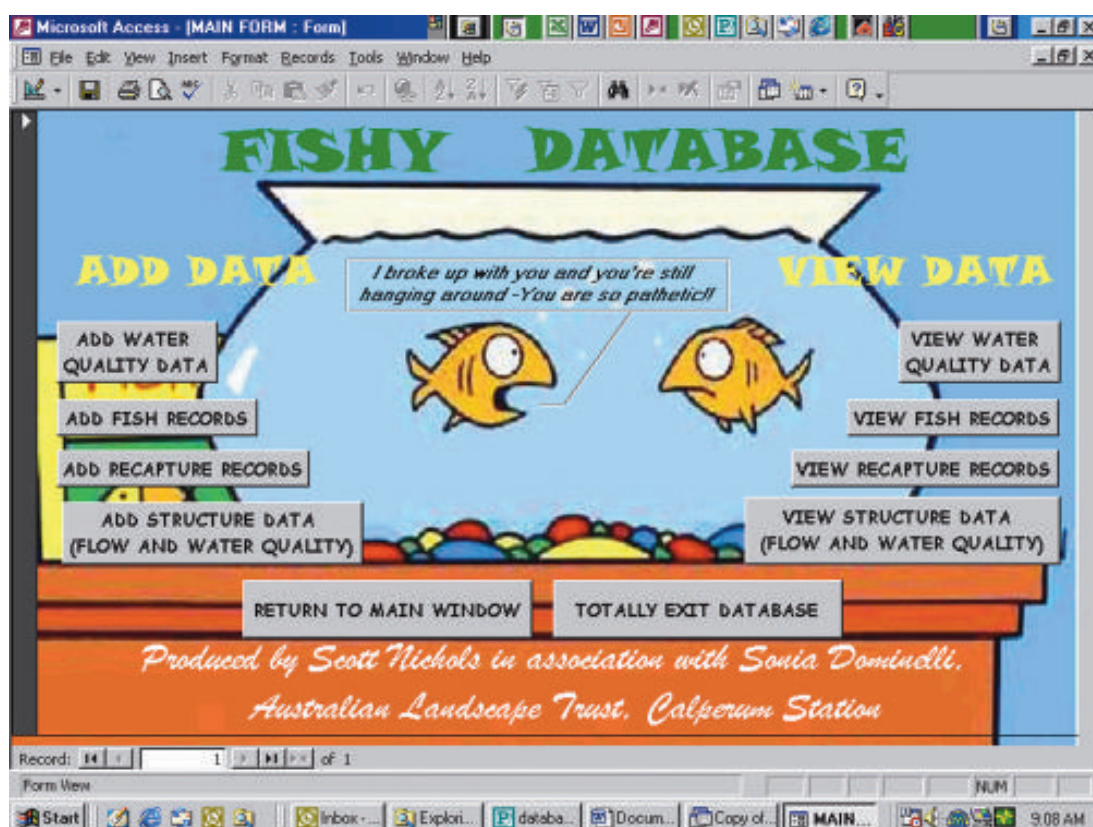 Microsoft Access - [MAIN FORM : Form]
File Edit View Insert Format Records Tools Window Help
FISHY DATABASE
ADD DATA
VIEW DATA
I broke up with you and you're still
hanging around -You are so pathetic!!
ADD WATER
QUALITY DATA
VIEW WATER
QUALITY DATA
ADD FISH RECORDS
VIEW FISH RECORDS
ADD RECAPTURE RECORDS
VIEW RECAPTURE RECORDS
ADD STRUCTURE DATA
(FLOW AND WATER QUALITY)
VIEW STRUCTURE DATA
(FLOW AND WATER QUALITY)
RETURN TO MAIN WINDOW
TOTALLY EXIT DATABASE
Produced by Scott Nichols in association with Sonia Dominelli,
Australian Landscape Trust, Calperum Station
Record: 1 of 1
Form View NUM
Start Inbox -... Explori... databa... Docum... Copy of... MAIN... 9:08 AM